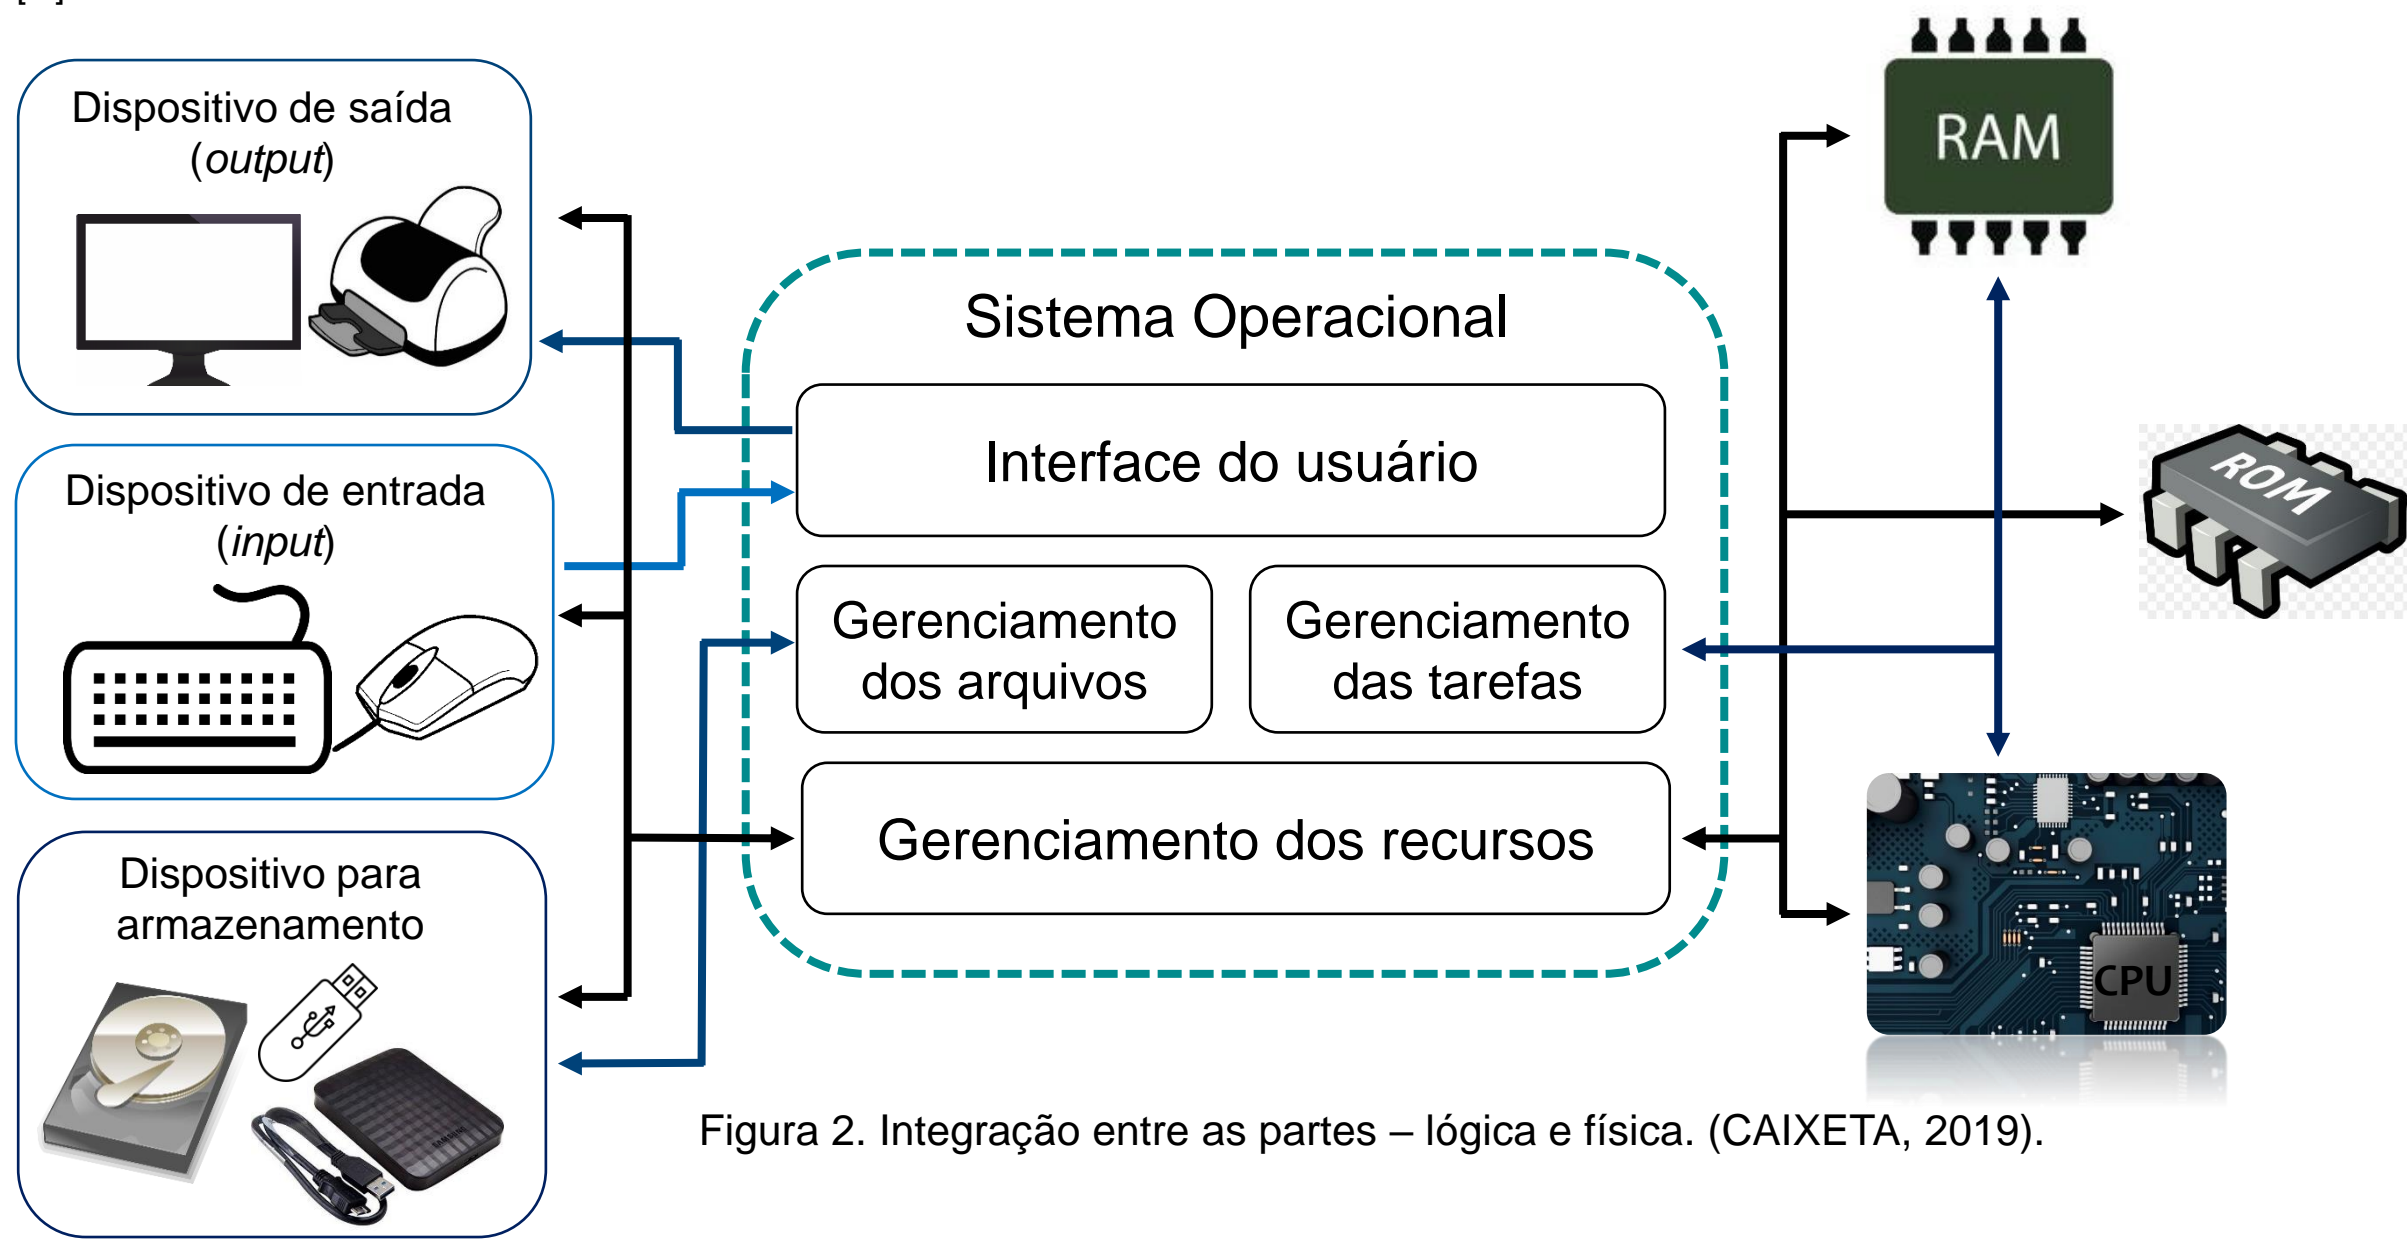 Dispositivo de saída
(output)
Dispositivo de entrada
(input)
Dispositivo para
armazenamento
Sistema Operacional
Interface do usuário
Gerenciamento
dos arquivos
Gerenciamento
das tarefas
Gerenciamento dos recursos
RAM
ROM
CPU
SAMSUNG
Figura 2. Integração entre as partes – lógica e física. (CAIXETA, 2019).